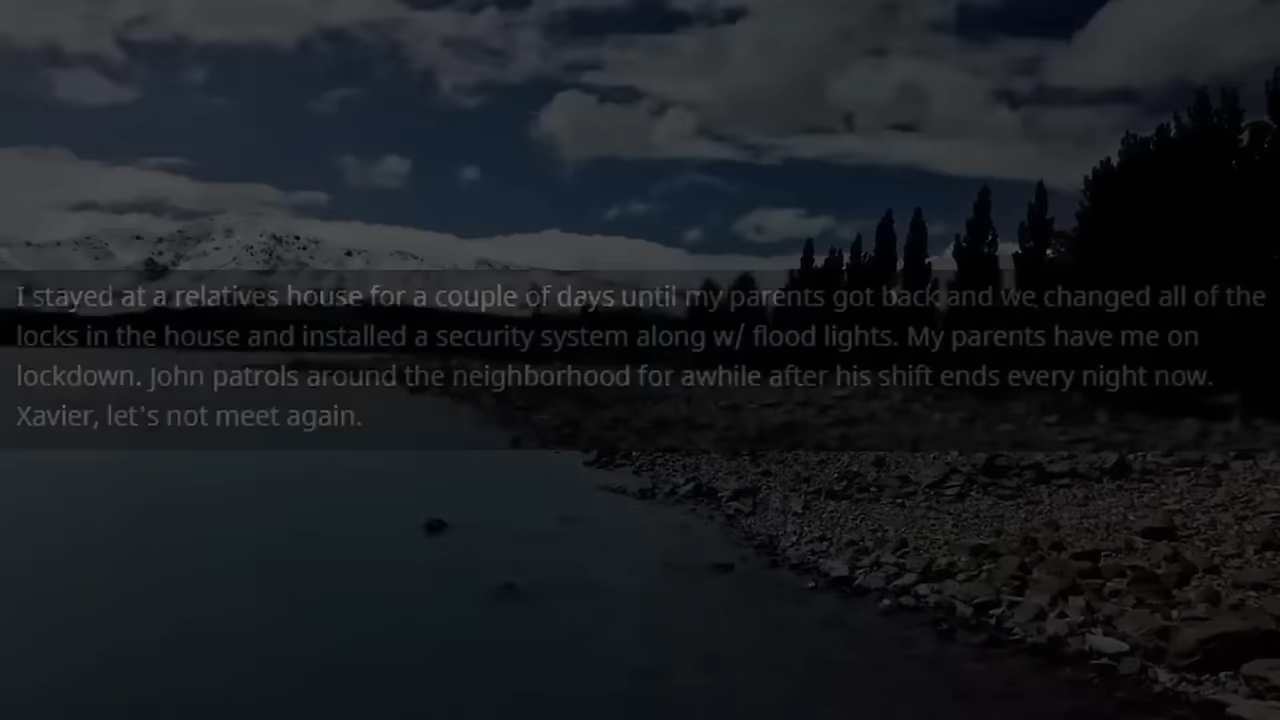 I stayed at a relatives house for a couple of days until my parents got back and we changed all of the
locks in the house and installed a security system along w/ flood lights. My parents have me on
lockdown. John patrols around the neighborhood for awhile after his shift ends every night now.
Xavier, let's not meet again.